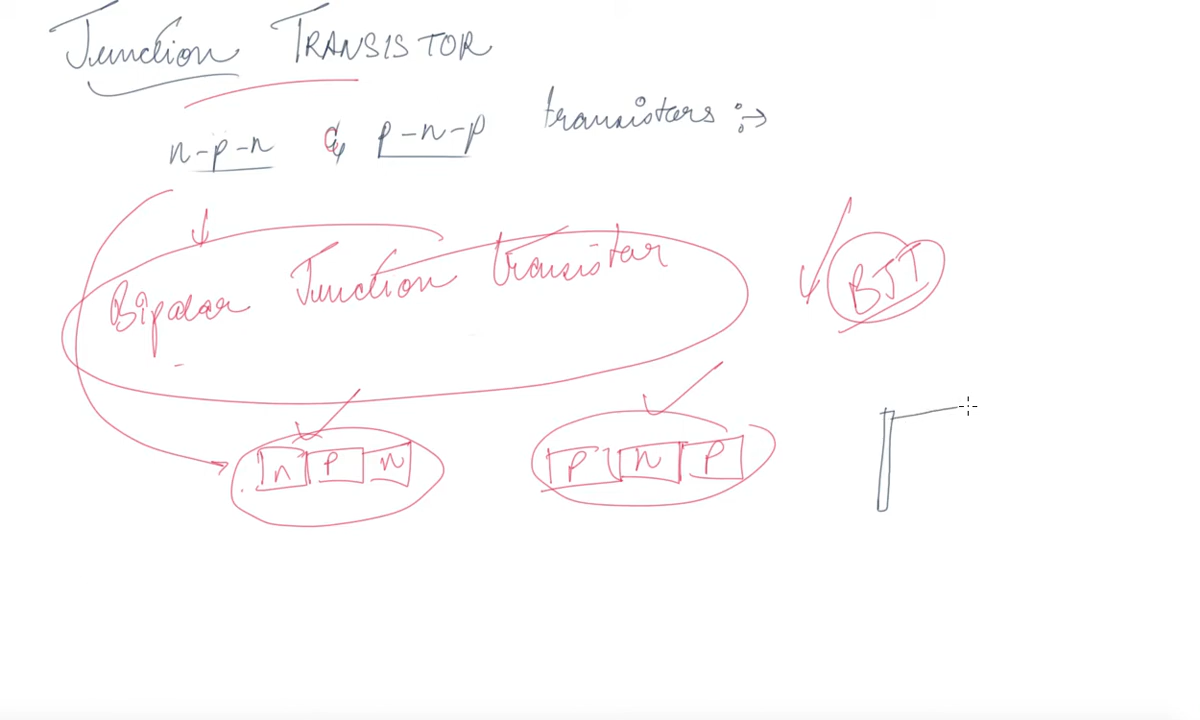 Junction TRANSISTOR
n-p-n & p-n-p transistors :→
Bipolar Junction transistor BJT
n p n p n p